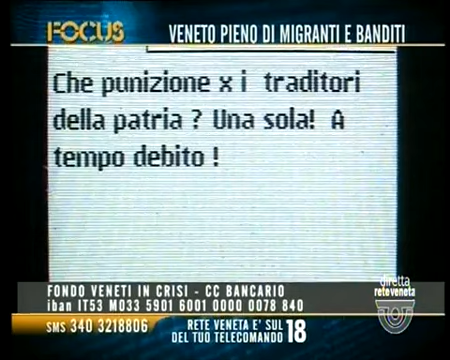 FOCUS
VENETO PIENO DI MIGRANTI E BANDITI
Che punizione x i traditori
della patria ? Una sola! A
tempo debito !
diretta
reteveneta
FONDO VENETI IN CRISI - CC BANCARIO
iban IT53 M033 5901 6001 0000 0078 840
SMS 340 3218806
RETE VENETA E' SUL
DEL TUO TELECOMANDO 18